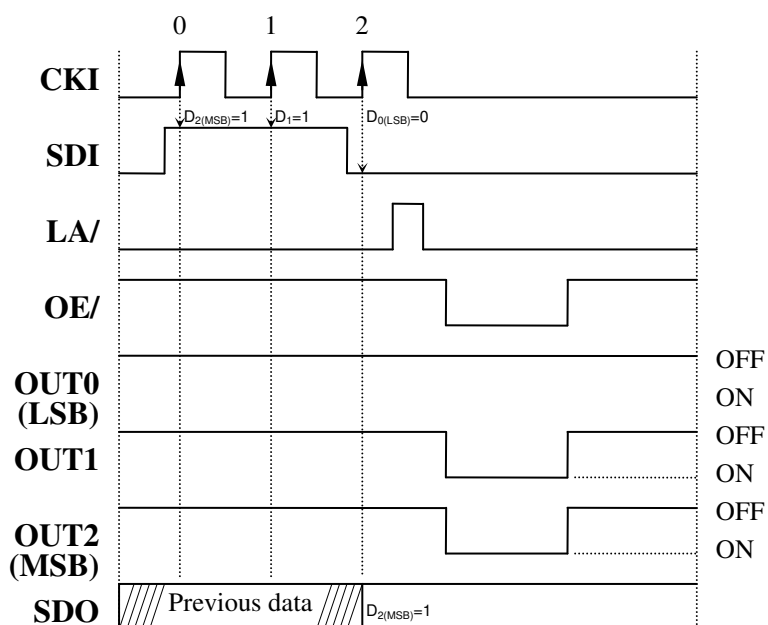 0 1 2
CKI
D2(MSB)=1 D1=1 D0(LSB)=0
SDI
LA/
OE/
OFF
OUT0
(LSB)
ON
OFF
OUT1
ON
OFF
OUT2
(MSB)
ON
SDO
Previous data
D2(MSB)=1